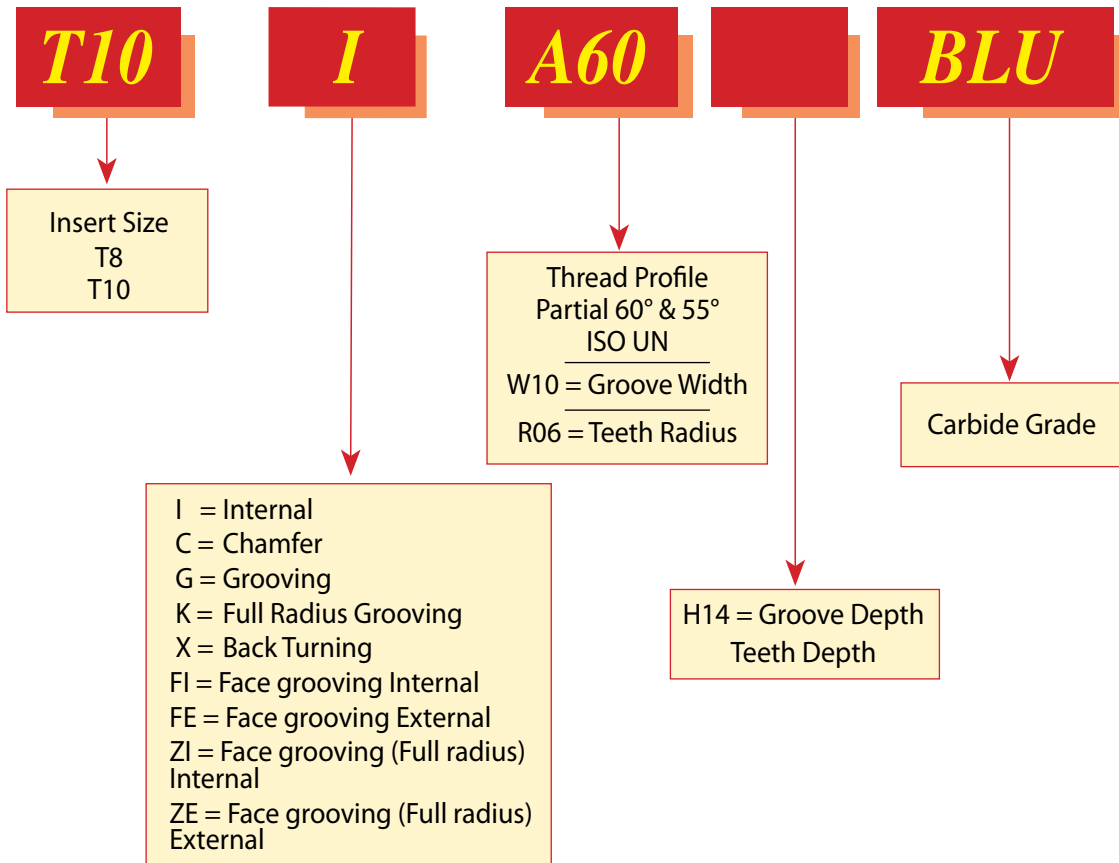 T10
I
A60
BLU
Insert Size
T8
T10
Thread Profile
Partial 60° & 55°
ISO UN
W10 = Groove Width
R06 = Teeth Radius
Carbide Grade
I = Internal
C = Chamfer
G = Grooving
K = Full Radius Grooving
X = Back Turning
FI = Face grooving Internal
FE = Face grooving External
ZI = Face grooving (Full radius)
Internal
ZE = Face grooving (Full radius)
External
H14 = Groove Depth
Teeth Depth